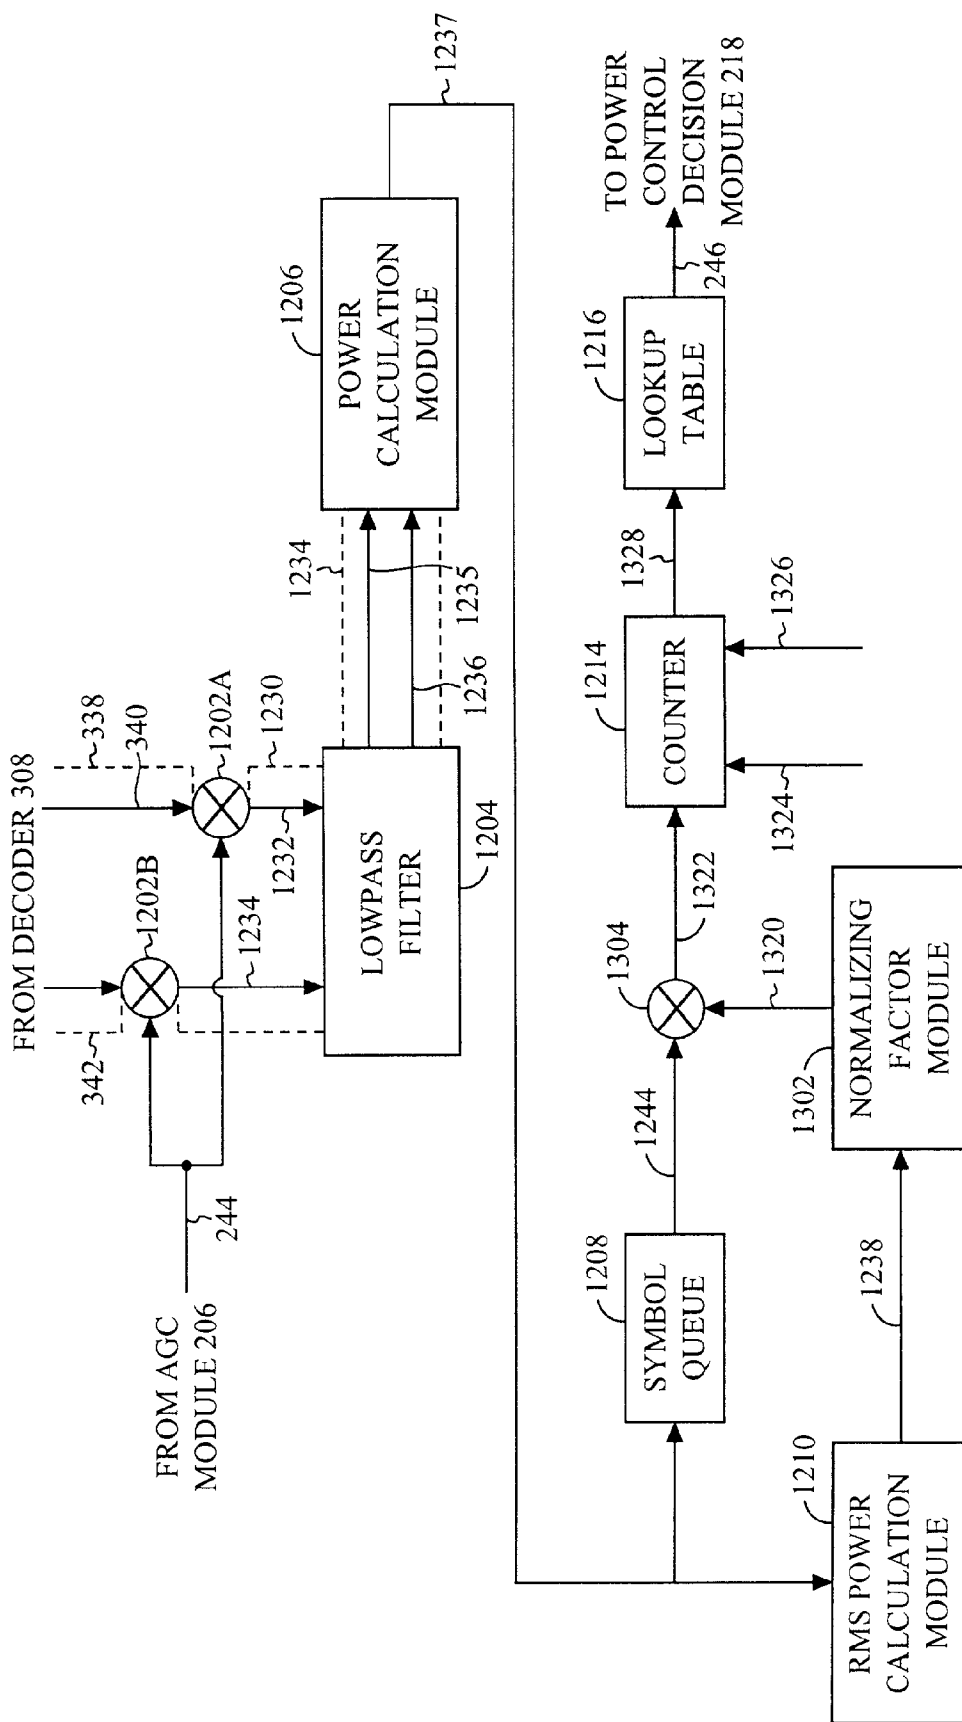 FROM DECODER 308
342
338
340
1202B
1202A
FROM AGC
MODULE 206
244
1234
1232
1230
LOWPASS
FILTER
1204
1234
1235
1236
POWER
CALCULATION
MODULE
1206
1237
RMS POWER
CALCULATION
MODULE
1210
SYMBOL
QUEUE
1208
1244
1238
NORMALIZING
FACTOR
MODULE
1302
1320
1304
1322
COUNTER
1214
1324
1326
1328
LOOKUP
TABLE
1216
246
TO POWER
CONTROL
DECISION
MODULE 218